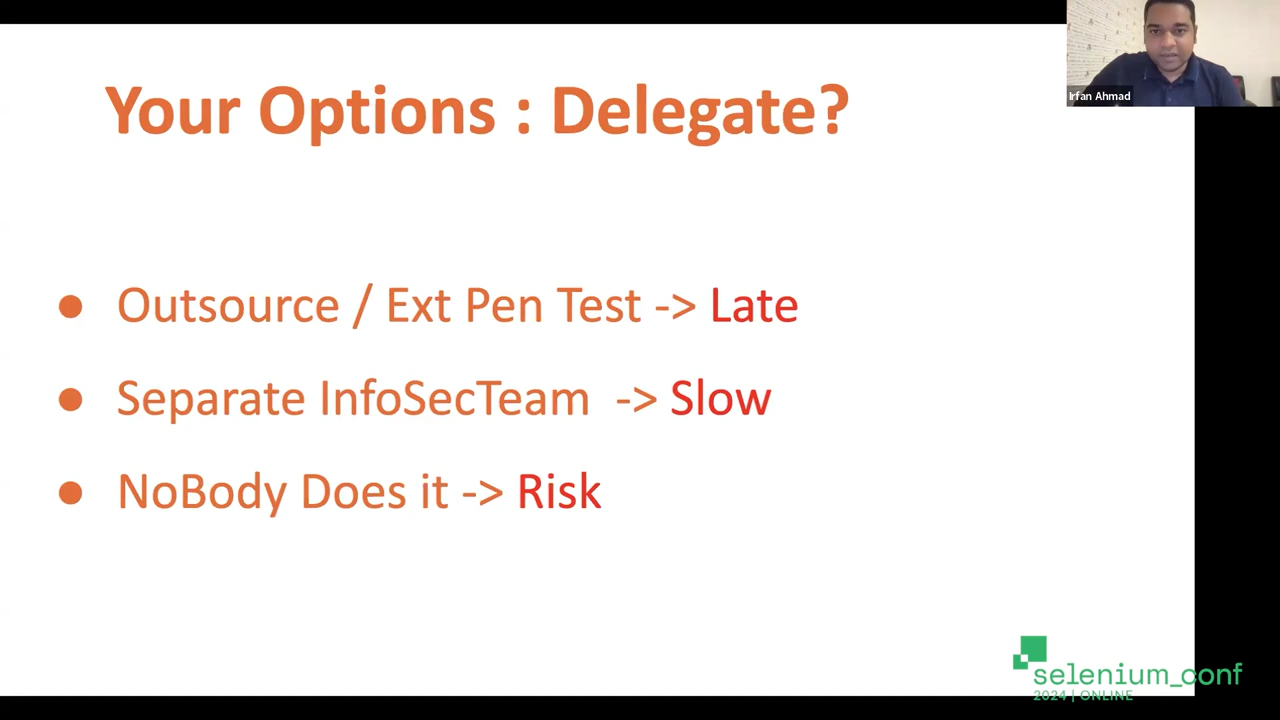 Your Options : Delegate?
Irfan Ahmad
● Outsource / Ext Pen Test -> Late
● Separate InfoSecTeam -> Slow
● NoBody Does it -> Risk
selenium_conf
2024 | ONLINE